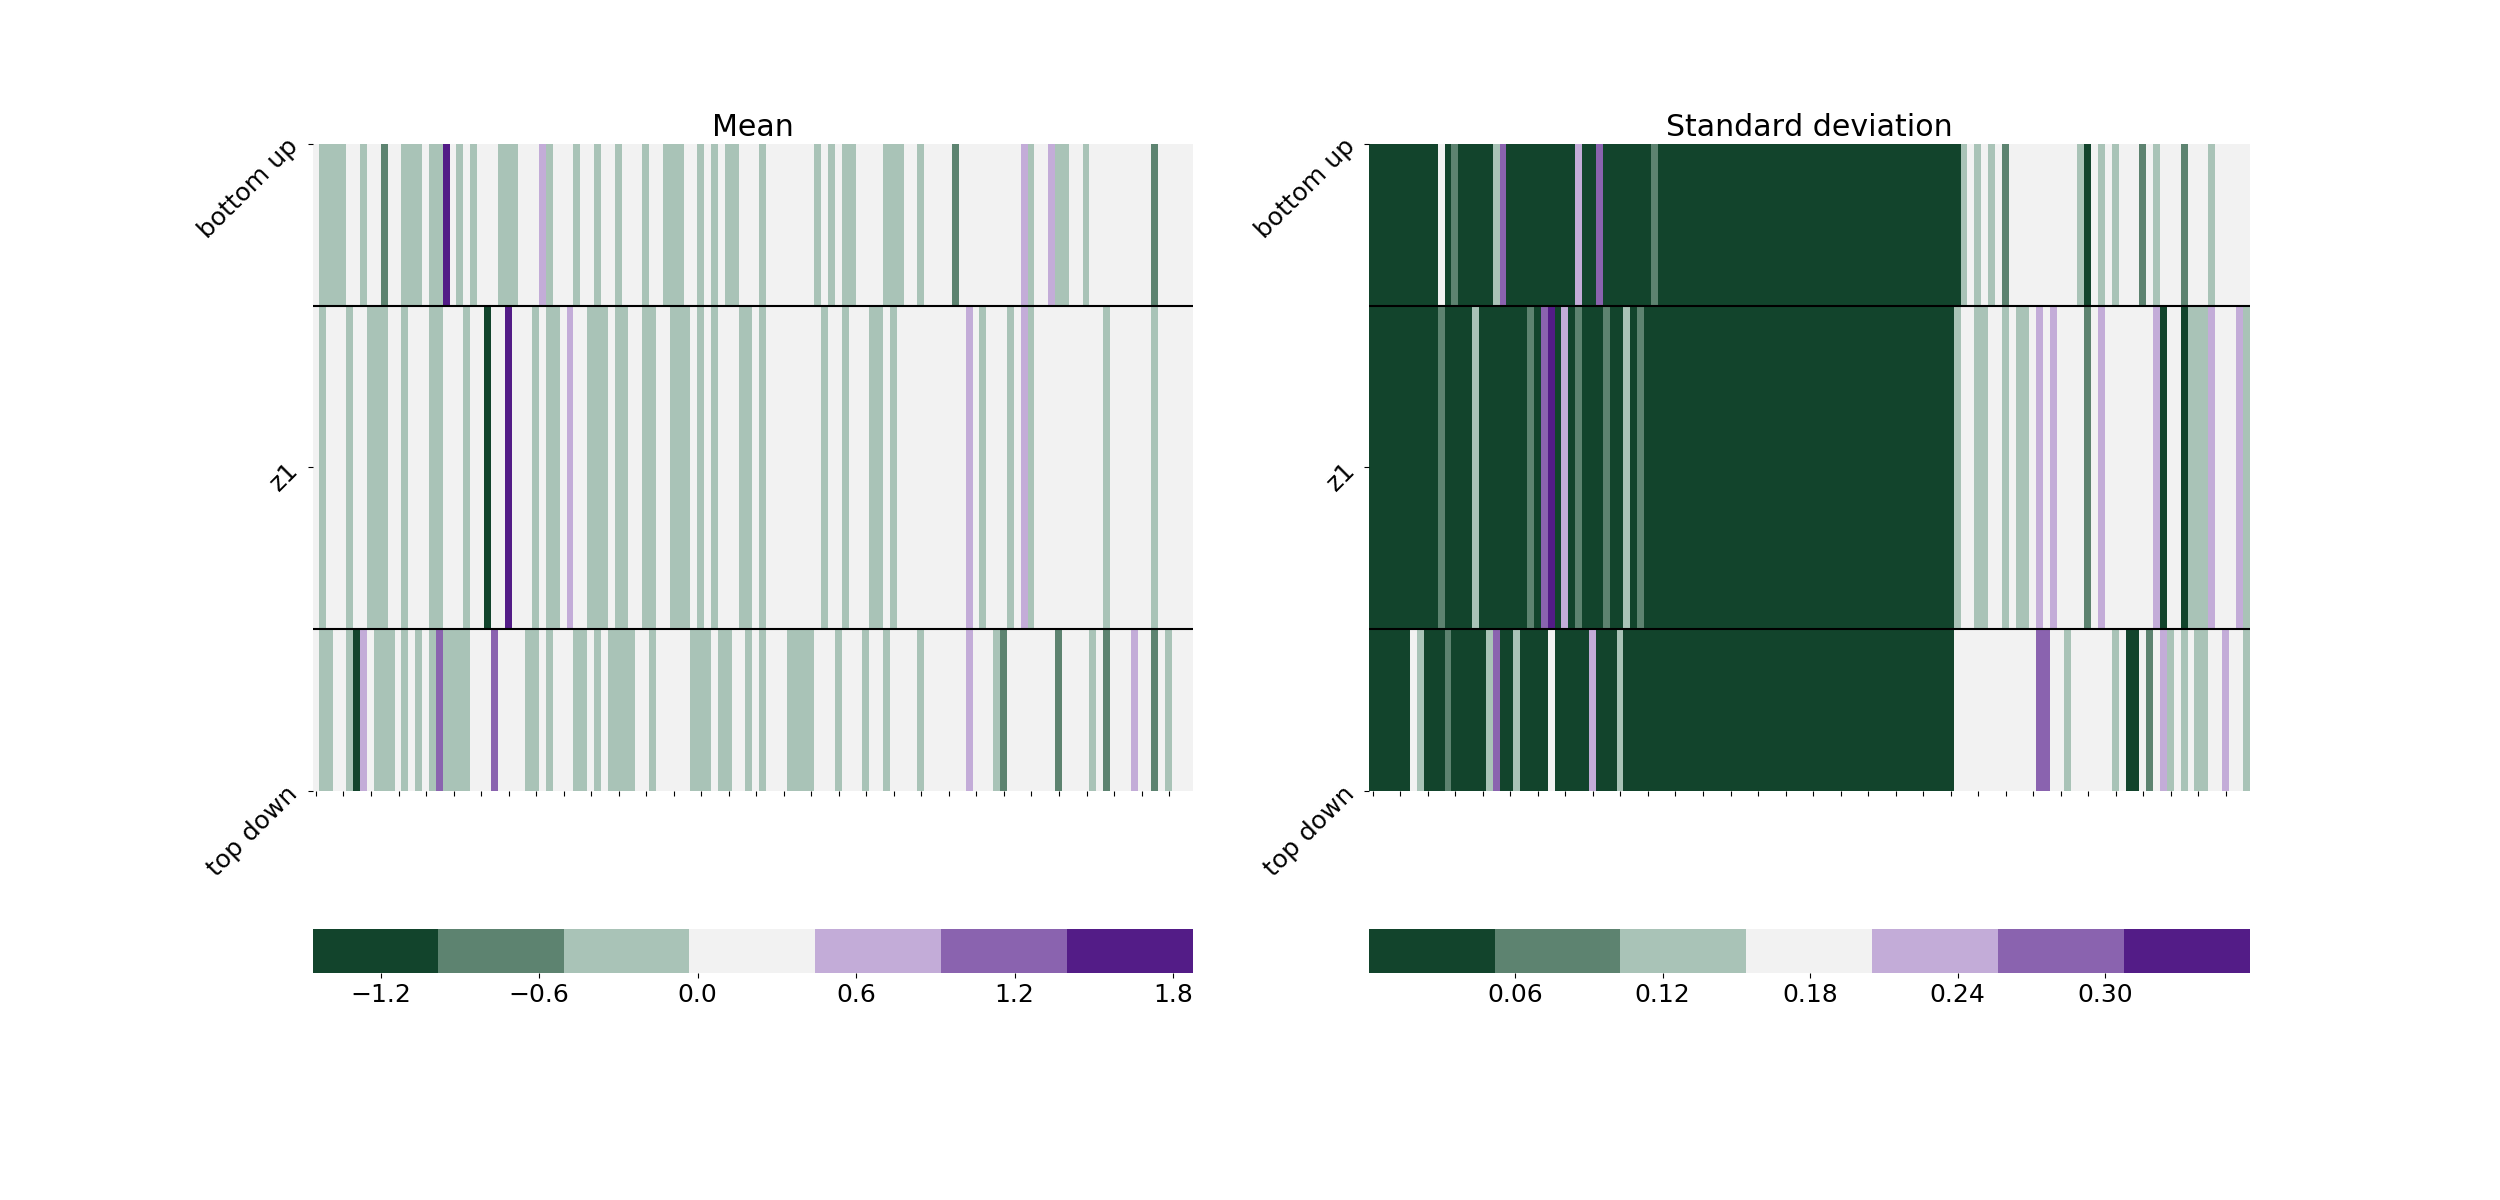 Mean
bottom up
z1
top down
−1.2 −0.6 0.0 0.6 1.2 1.8
Standard deviation
bottom up
z1
top down
0.06 0.12 0.18 0.24 0.30